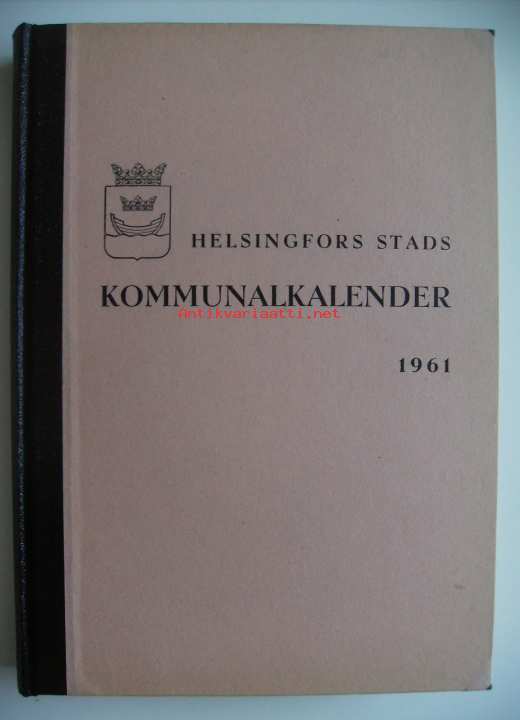 HELSINGFORS STADS
KOMMUNALKALENDER
Antikvariaatti.net
1961